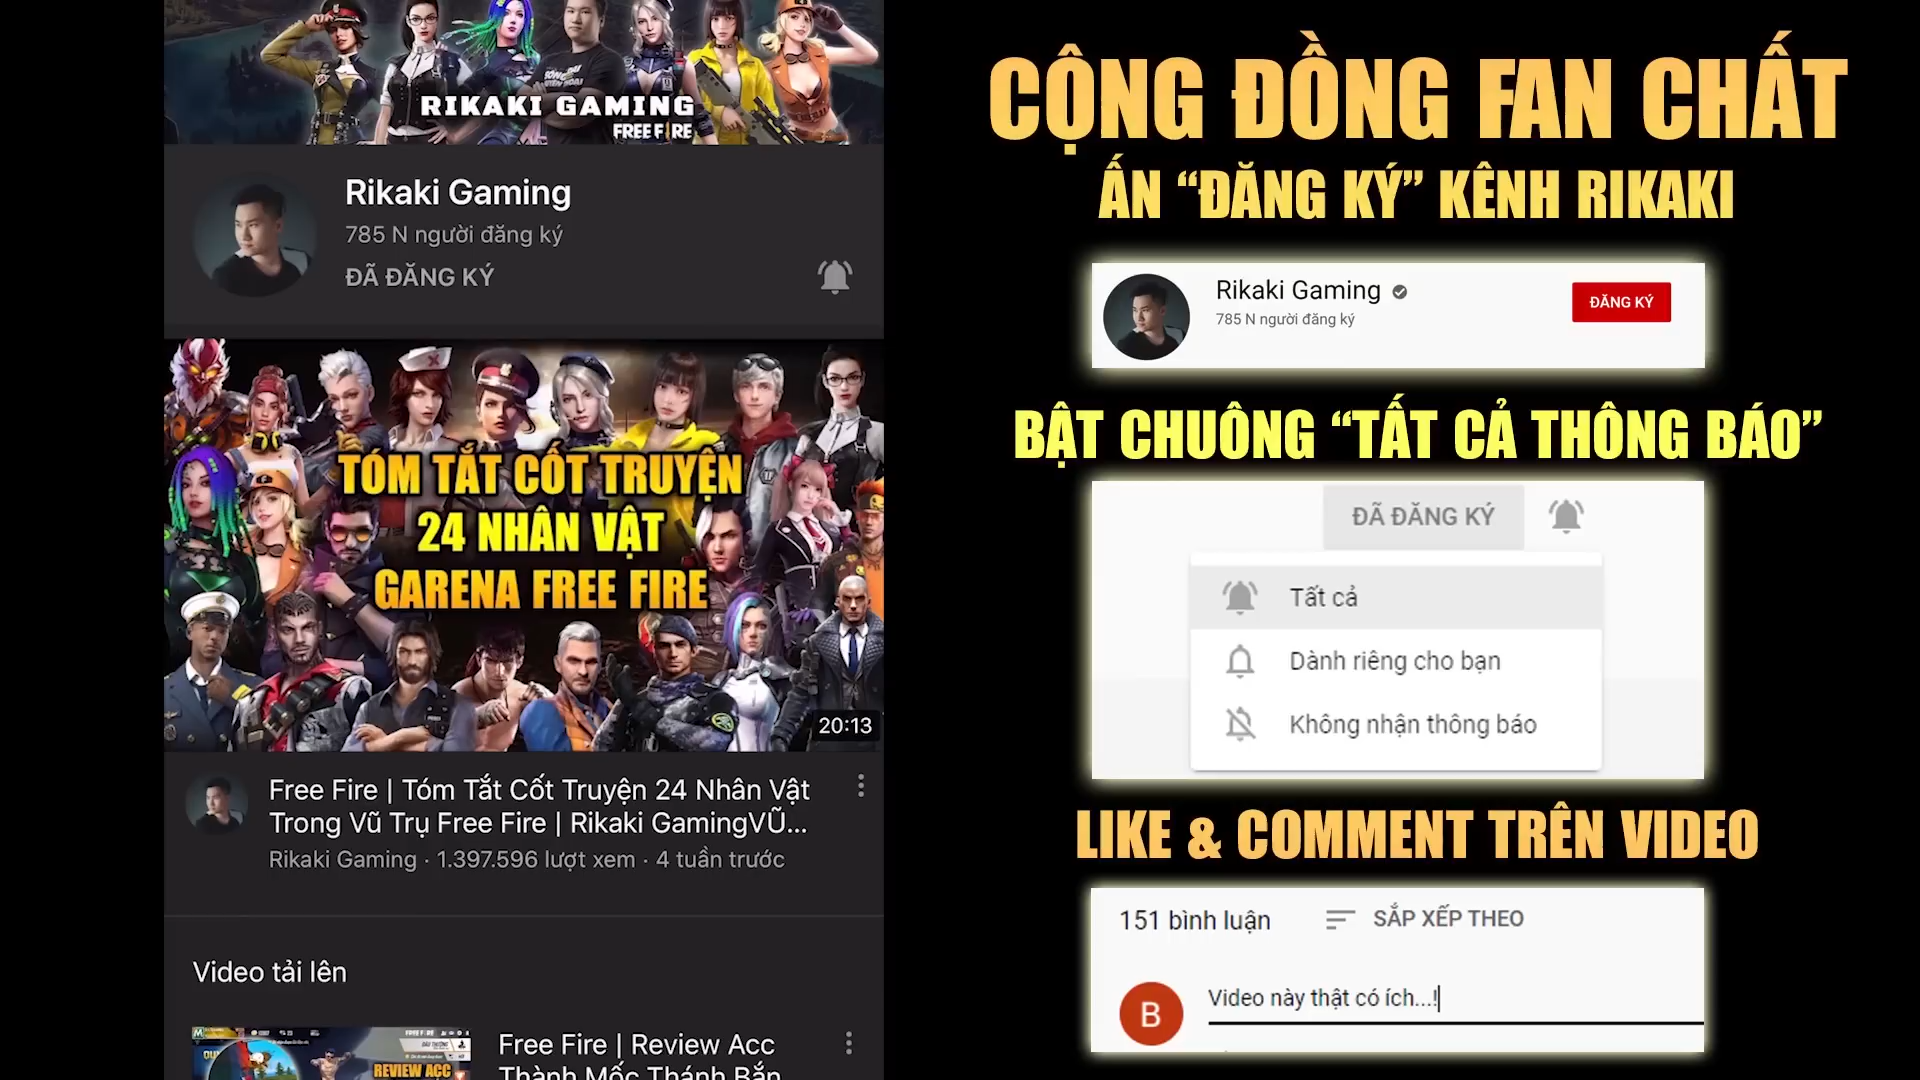 RIKAKI GAMING
FREE FIRE
Rikaki Gaming
785 N người đăng ký
ĐÃ ĐĂNG KÝ
TÓM TẮT CỐT TRUYỆN
24 NHÂN VẬT
GARENA FREE FIRE
20:13
Free Fire | Tóm Tắt Cốt Truyện 24 Nhân Vật
Trong Vũ Trụ Free Fire | Rikaki GamingVŨ...
Rikaki Gaming · 1.397.596 lượt xem · 4 tuần trước
Video tải lên
REVIEW ACC
Free Fire | Review Acc
Thành Mốc Thánh Bắn
CỘNG ĐỒNG FAN CHẤT
ẤN “ĐĂNG KÝ” KÊNH RIKAKI
Rikaki Gaming
785 N người đăng ký
ĐĂNG KÝ
BẬT CHUÔNG “TẤT CẢ THÔNG BÁO”
ĐÃ ĐĂNG KÝ
Tất cả
Dành riêng cho bạn
Không nhận thông báo
LIKE & COMMENT TRÊN VIDEO
151 bình luận
SẮP XẾP THEO
B
Video này thật có ích...!